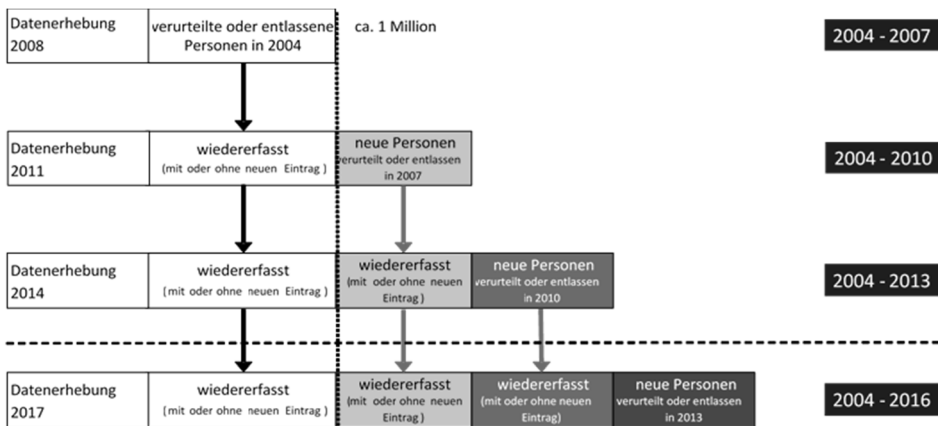 Datenerhebung
2008
verurteilte oder entlassene
Personen in 2004
ca. 1 Million
2004 - 2007
Datenerhebung
2011
wiedererfasst
(mit oder ohne neuen Eintrag )
neue Personen
verurteilt oder entlassen
in 2007
2004 - 2010
Datenerhebung
2014
wiedererfasst
(mit oder ohne neuen Eintrag )
wiedererfasst
(mit oder ohne neuen
Eintrag )
neue Personen
verurteilt oder entlassen
in 2010
2004 - 2013
Datenerhebung
2017
wiedererfasst
(mit oder ohne neuen Eintrag )
wiedererfasst
(mit oder ohne neuen
Eintrag )
wiedererfasst
(mit oder ohne neuen
Eintrag)
neue Personen
verurteilt oder entlassen
in 2013
2004 - 2016